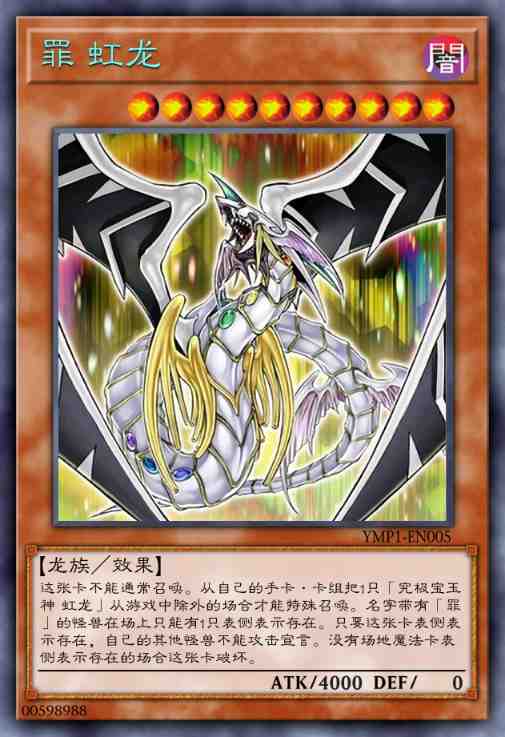 罪 虹龙
闇
YMP1-EN005
【龙族／效果】
这张卡不能通常召唤。从自己的手卡·卡组把1只「究极宝玉
神 虹龙」从游戏中除外的场合才能特殊召唤。名字带有「罪
」的怪兽在场上只能有1只表侧表示存在。只要这张卡表侧表
示存在，自己的其他怪兽不能攻击宣言。没有场地魔法卡表
侧表示存在的场合这张卡破坏。
ATK/4000 DEF/ 0
00598988